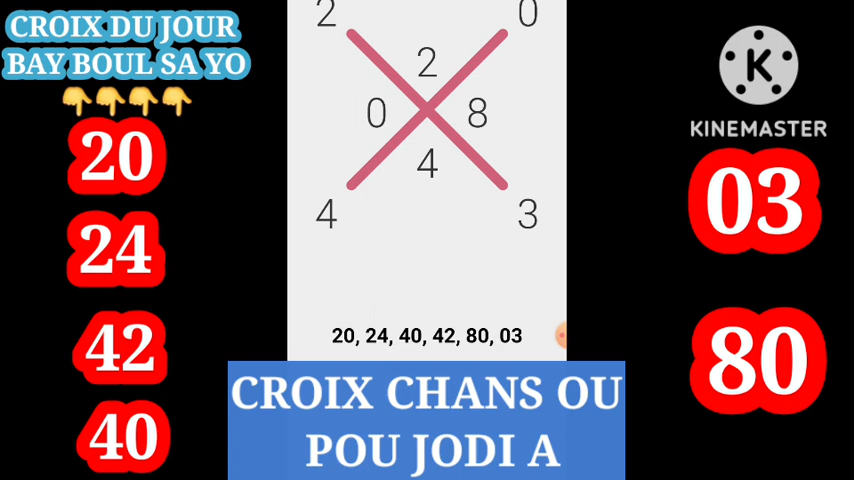 CROIX DU JOUR
BAY BOUL SA YO
20
24
42
40
2 0
2
0 8
4
4 3
20, 24, 40, 42, 80, 03
CROIX CHANS OU
POU JODI A
K
KINEMASTER
03
80